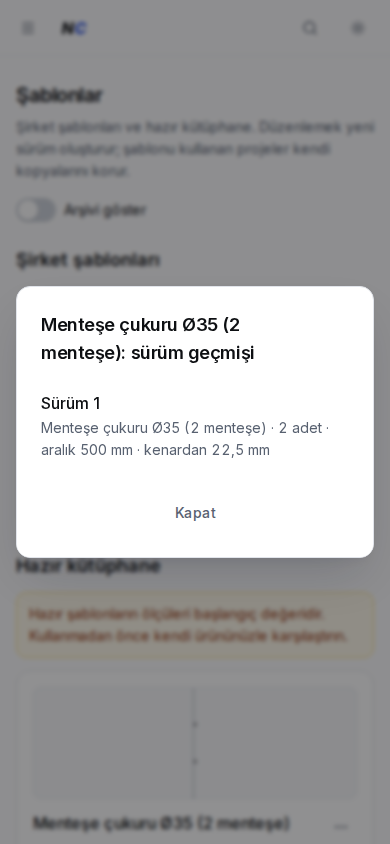 NC
Şablonlar
Şirket şablonları ve hazır kütüphane. Düzenlemek yeni
sürüm oluşturur; şablonu kullanan projeler kendi
kopyalarını korur.
Arşivi göster
Şirket şablonları
Menteşe çukuru Ø35 (2
menteşe): sürüm geçmişi
Sürüm 1
Menteşe çukuru Ø35 (2 menteşe) · 2 adet ·
aralık 500 mm · kenardan 22,5 mm
Kapat
Hazır kütüphane
Hazır şablonların ölçüleri başlangıç değeridir.
Kullanmadan önce kendi ürününüzle karşılaştırın.
Menteşe çukuru Ø35 (2 menteşe)